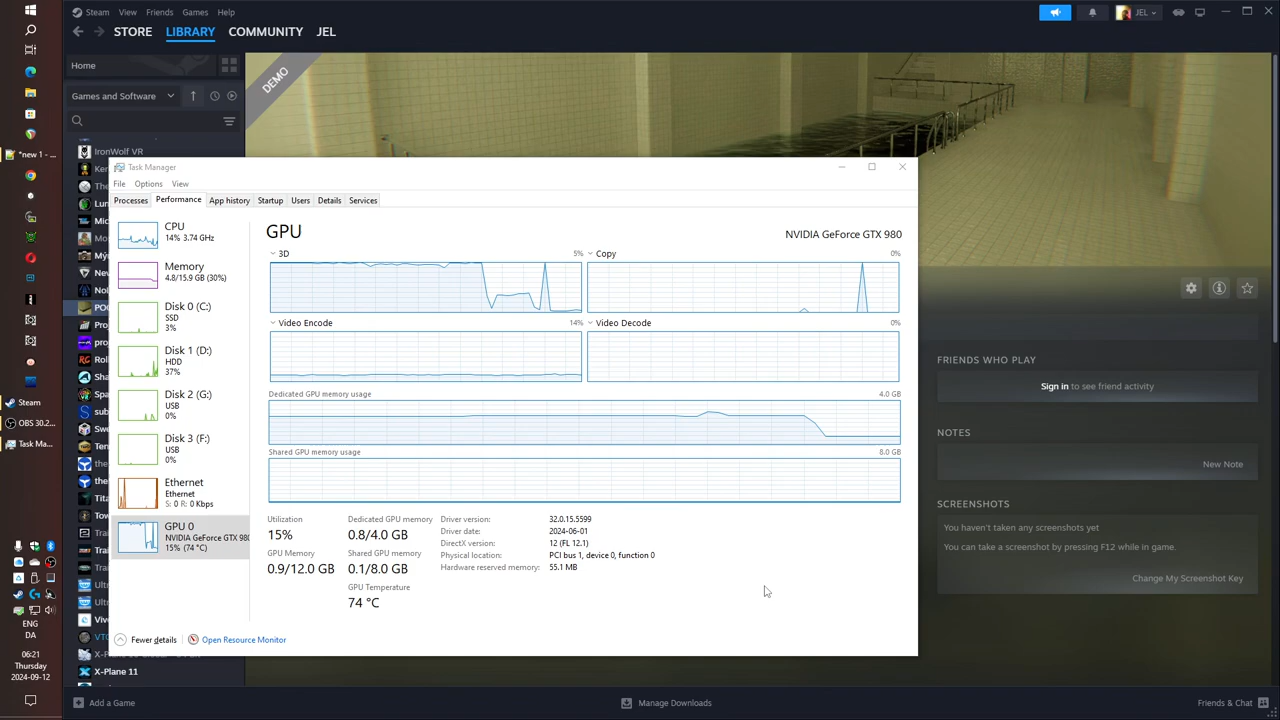 Steam View Friends Games Help
JEL
STORE LIBRARY COMMUNITY JEL
Home
DEMO
Games and Software
*new 1 - ...
IronWolf VR
Task Manager
File Options View
Processes Performance App history Startup Users Details Services
CPU
14% 3.74 GHz
Memory
4.8/15.9 GB (30%)
Disk 0 (C:)
SSD
3%
Disk 1 (D:)
HDD
37%
Disk 2 (G:)
USB
0%
Disk 3 (F:)
USB
0%
Ethernet
Ethernet
S: 0 R: 0 Kbps
GPU 0
NVIDIA GeForce GTX 980
15% (74 °C)
GPU
NVIDIA GeForce GTX 980
3D 5% Copy 0%
Video Encode 14% Video Decode 0%
Dedicated GPU memory usage 4.0 GB
Shared GPU memory usage 8.0 GB
Utilization
15%
Dedicated GPU memory
0.8/4.0 GB
GPU Memory
0.9/12.0 GB
Shared GPU memory
0.1/8.0 GB
GPU Temperature
74 °C
Driver version: 32.0.15.5599
Driver date: 2024-06-01
DirectX version: 12 (FL 12.1)
Physical location: PCI bus 1, device 0, function 0
Hardware reserved memory: 55.1 MB
Fewer details Open Resource Monitor
FRIENDS WHO PLAY
Sign in to see friend activity
NOTES
New Note
SCREENSHOTS
You haven't taken any screenshots yet
You can take a screenshot by pressing F12 while in game.
Change My Screenshot Key
Steam
OBS 30.2...
Task Ma...
X-Plane 11
ENG
DA
06:21
Thursday
2024-09-12
Add a Game Manage Downloads Friends & Chat